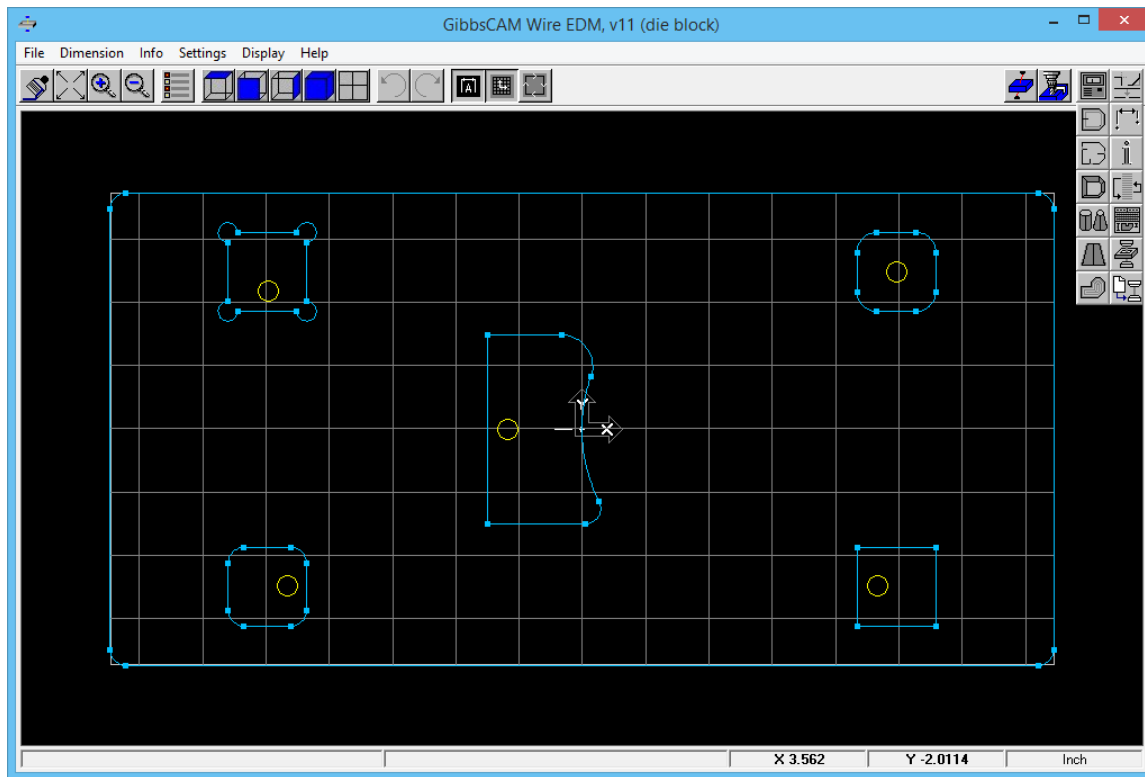 GibbsCAM Wire EDM, v11 (die block)
File Dimension Info Settings Display Help
A
i
Y
X
X 3.562 Y -2.0114 Inch